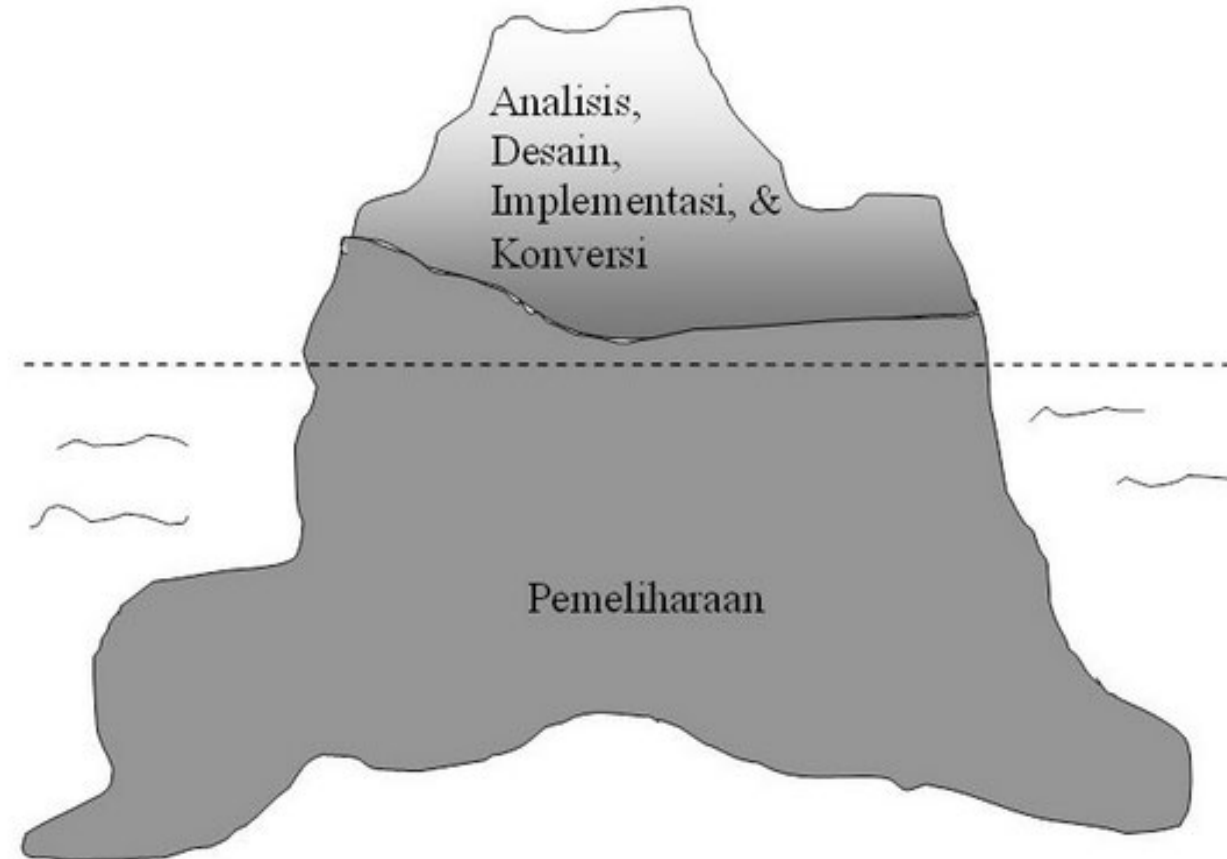 Analisis,
Desain,
Implementasi, &
Konversi
Pemeliharaan